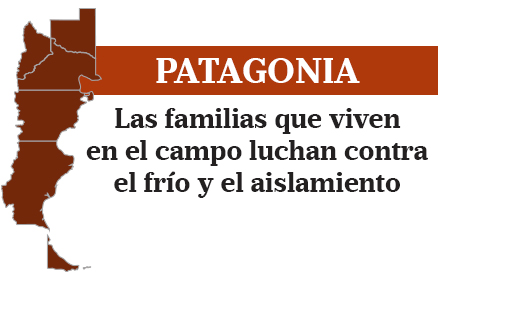 PATAGONIA
Las familias que viven
en el campo luchan contra
el frío y el aislamiento